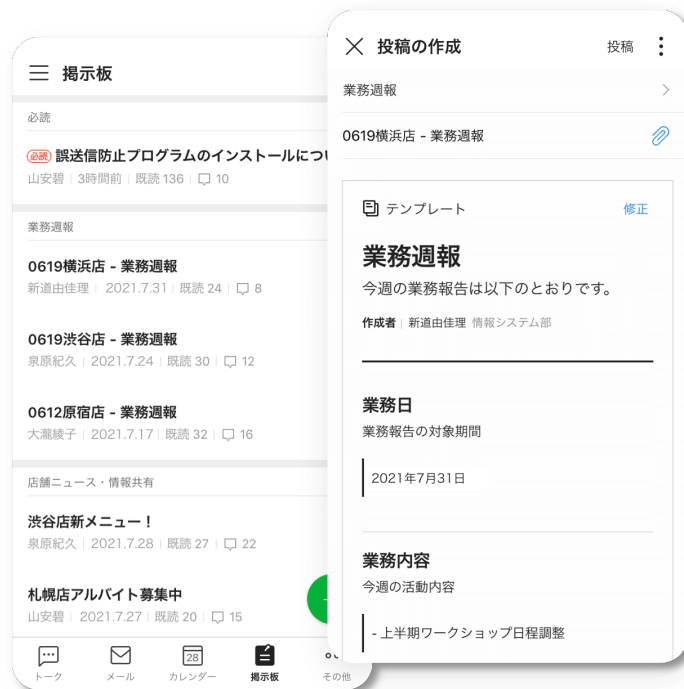 掲示板
必読
必読 誤送信防止プログラムのインストールにつ
山安碧 | 3時間前 | 既読 136 | 10
業務週報
0619横浜店 - 業務週報
新道由佳理 | 2021.7.31 | 既読 24 | 8
0619渋谷店 - 業務週報
泉原紀久 | 2021.7.24 | 既読 30 | 12
0612原宿店 - 業務週報
大瀧綾子 | 2021.7.17 | 既読 32 | 16
店舗ニュース・情報共有
渋谷店新メニュー！
泉原紀久 | 2021.7.28 | 既読 27 | 22
札幌店アルバイト募集中
山安碧 | 2021.7.27 | 既読 20 | 15
トーク
メール
28
カレンダー
掲示板
その他
投稿の作成
投稿
業務週報
0619横浜店 - 業務週報
テンプレート
修正
業務週報
今週の業務報告は以下のとおりです。
作成者 | 新道由佳理 情報システム部
業務日
業務報告の対象期間
2021年7月31日
業務内容
今週の活動内容
- 上半期ワークショップ日程調整